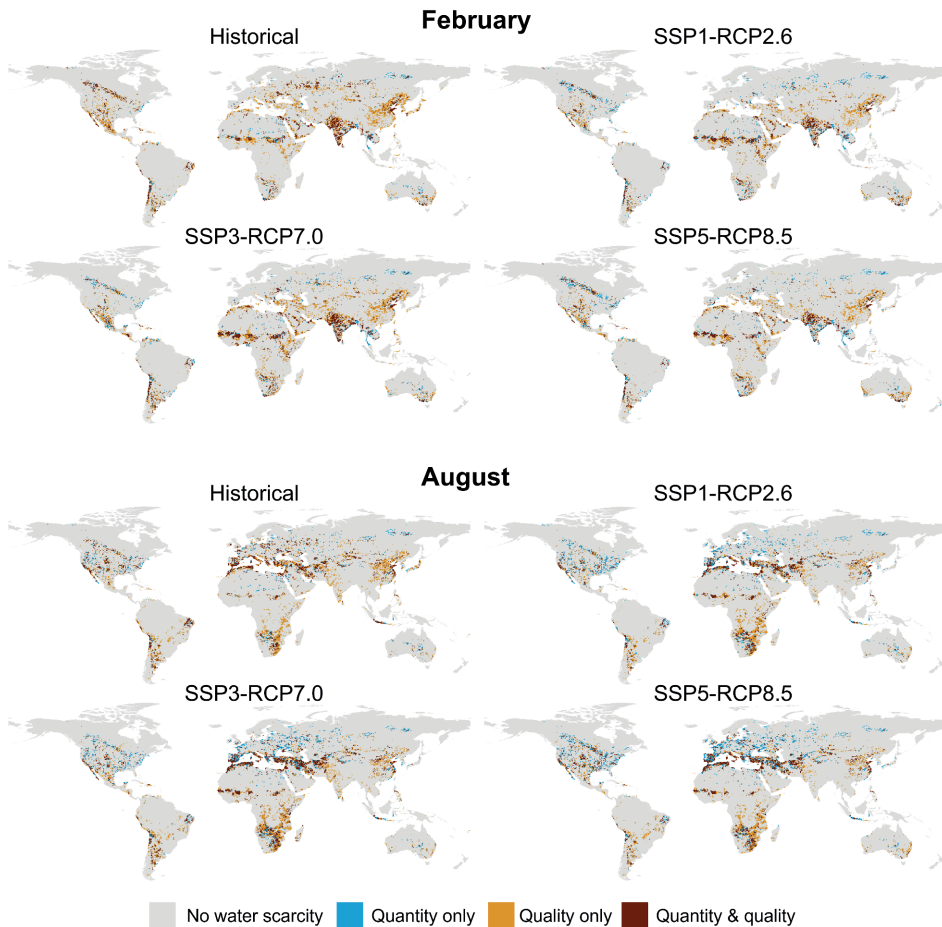 February
Historical
SSP1-RCP2.6
SSP3-RCP7.0
SSP5-RCP8.5
August
Historical
SSP1-RCP2.6
SSP3-RCP7.0
SSP5-RCP8.5
No water scarcity
Quantity only
Quality only
Quantity & quality